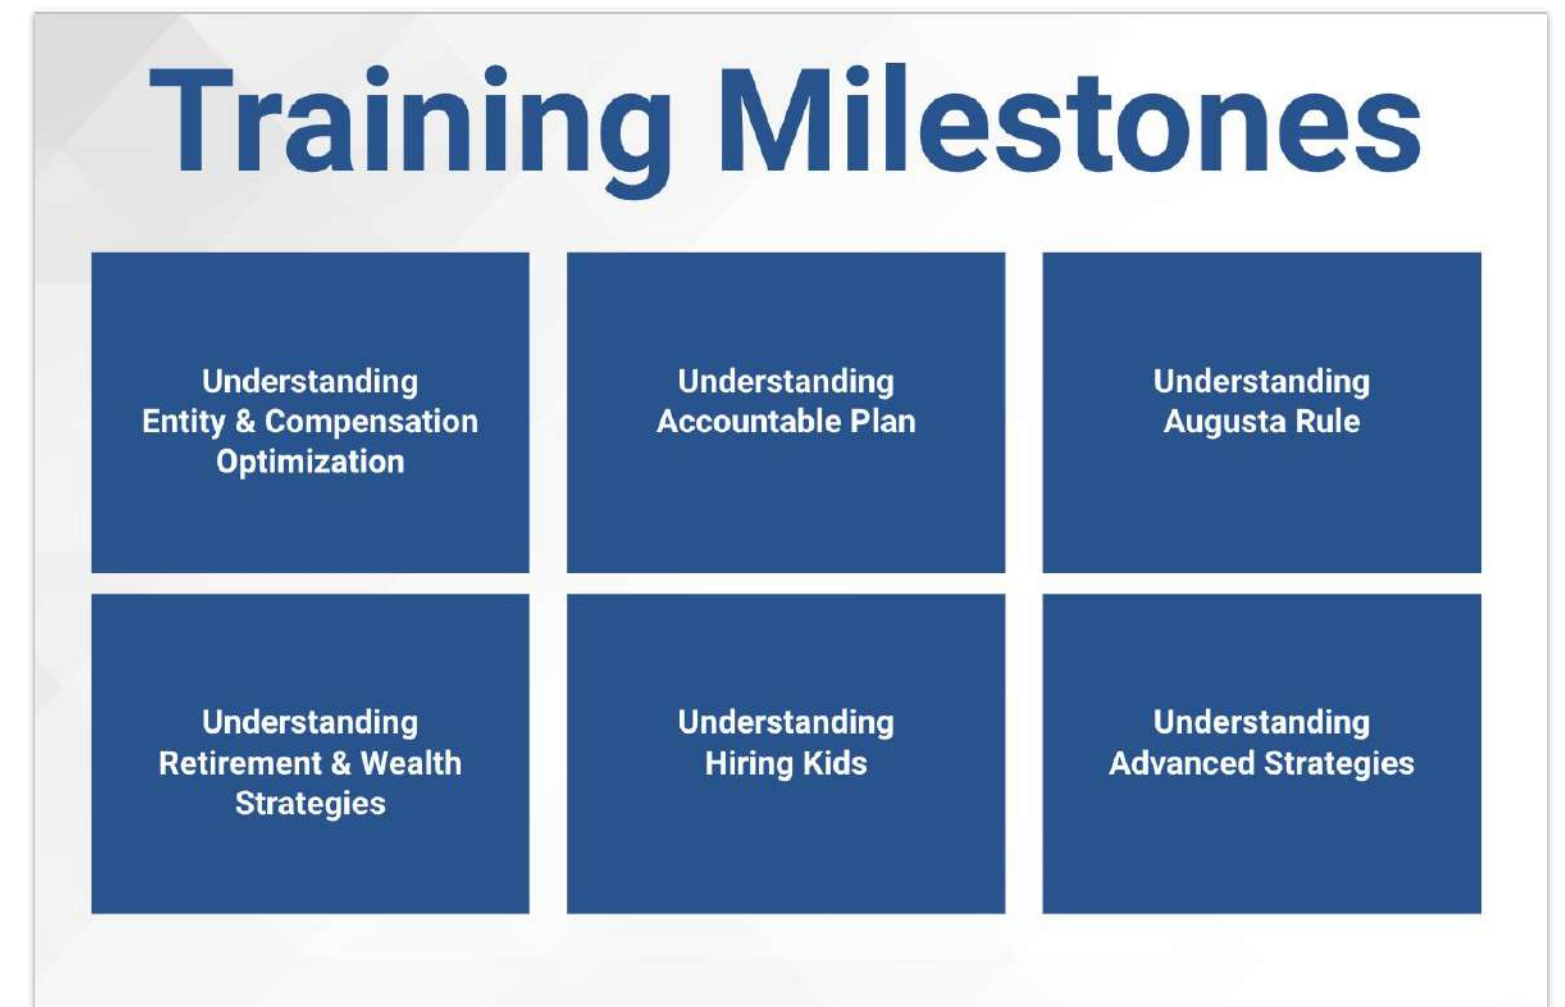 Training Milestones
Understanding
Entity & Compensation
Optimization
Understanding
Accountable Plan
Understanding
Augusta Rule
Understanding
Retirement & Wealth
Strategies
Understanding
Hiring Kids
Understanding
Advanced Strategies